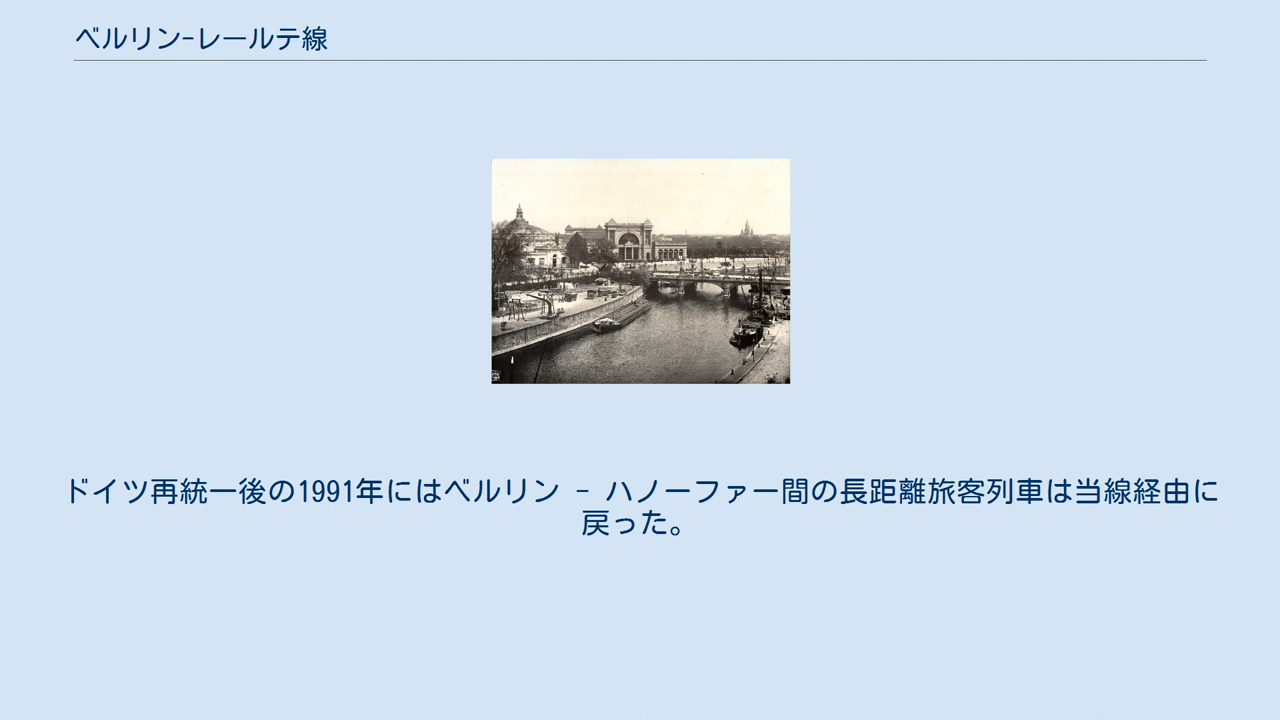 ベルリン-レールテ線
ドイツ再統一後の1991年にはベルリン - ハノーファー間の長距離旅客列車は当線経由に
戻った。